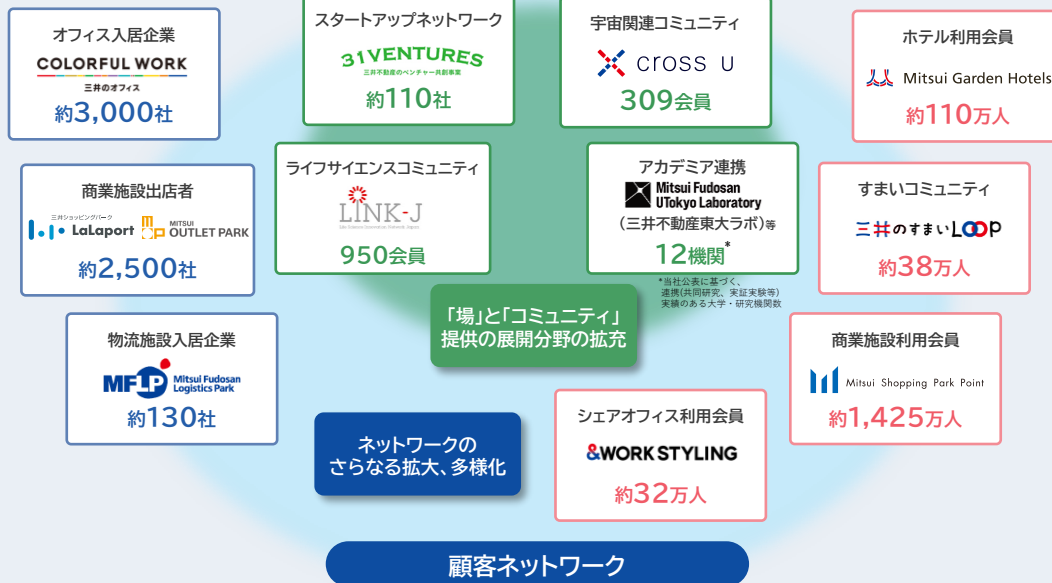 オフィス入居企業
COLORFUL WORK
三井のオフィス
約3,000社
スタートアップネットワーク
31VENTURES
三井不動産のベンチャー共創事業
約110社
宇宙関連コミュニティ
cross U
309会員
ホテル利用会員
Mitsui Garden Hotels
約110万人
商業施設出店者
三井ショッピングパーク
LaLaport
MITSUI
OUTLET PARK
約2,500社
ライフサイエンスコミュニティ
LINK-J
950会員
アカデミア連携
Mitsui Fudosan
UTokyo Laboratory
(三井不動産東大ラボ)等
12機関*
*当社公表に基づく、
連携(共同研究、実証実験等)
実績のある大学・研究機関数
すまいコミュニティ
三井のすまいLOOP
約38万人
「場」と「コミュニティ」
提供の展開分野の拡充
物流施設入居企業
MFLP
Mitsui Fudosan
Logistics Park
約130社
商業施設利用会員
Mitsui Shopping Park Point
約1,425万人
ネットワークの
さらなる拡大、多様化
シェアオフィス利用会員
&WORK STYLING
約32万人
顧客ネットワーク